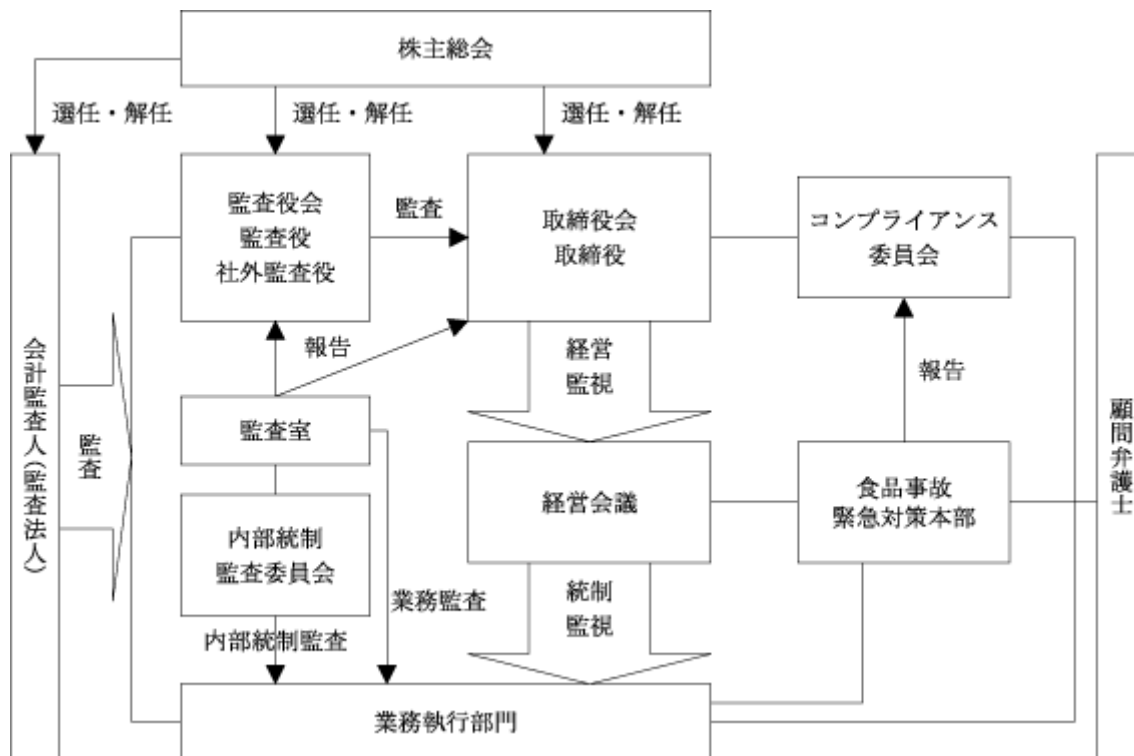 株主総会
選任・解任
選任・解任
選任・解任
監査役会
監査役
社外監査役
監査
取締役会
取締役
コンプライアンス
委員会
報告
経営
監視
報告
会計監査人(監査法人)
監査
監査室
顧問弁護士
内部統制
監査委員会
経営会議
食品事故
緊急対策本部
業務監査
統制
監視
内部統制監査
業務執行部門